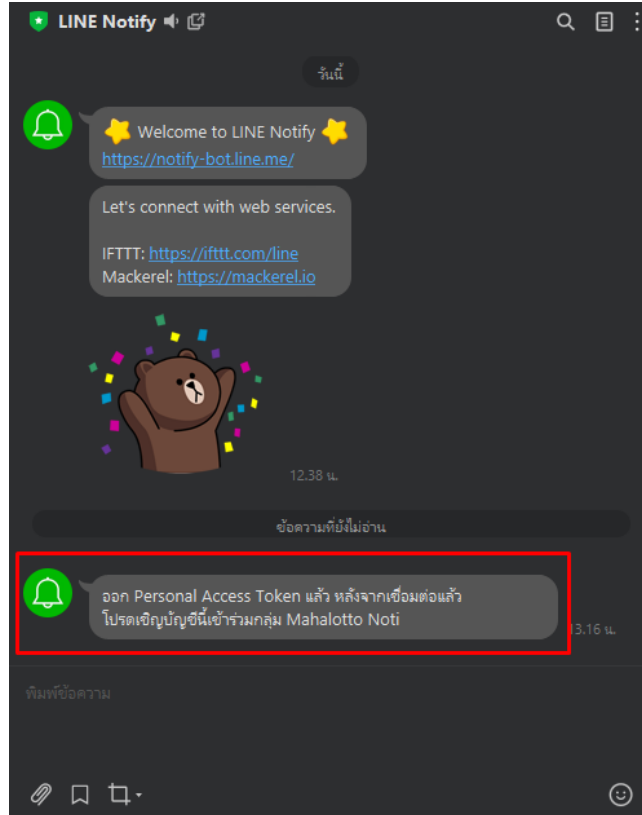 LINE Notify
วันนี้
Welcome to LINE Notify
https://notify-bot.line.me/
Let's connect with web services.
IFTTT: https://ifttt.com/line
Mackerel: https://mackerel.io
12.38 น.
ข้อความที่ยังไม่อ่าน
ออก Personal Access Token แล้ว หลังจากเชื่อมต่อแล้ว
โปรดเชิญบัญชีนี้เข้าร่วมกลุ่ม Mahalotto Noti
13.16 น.
พิมพ์ข้อความ